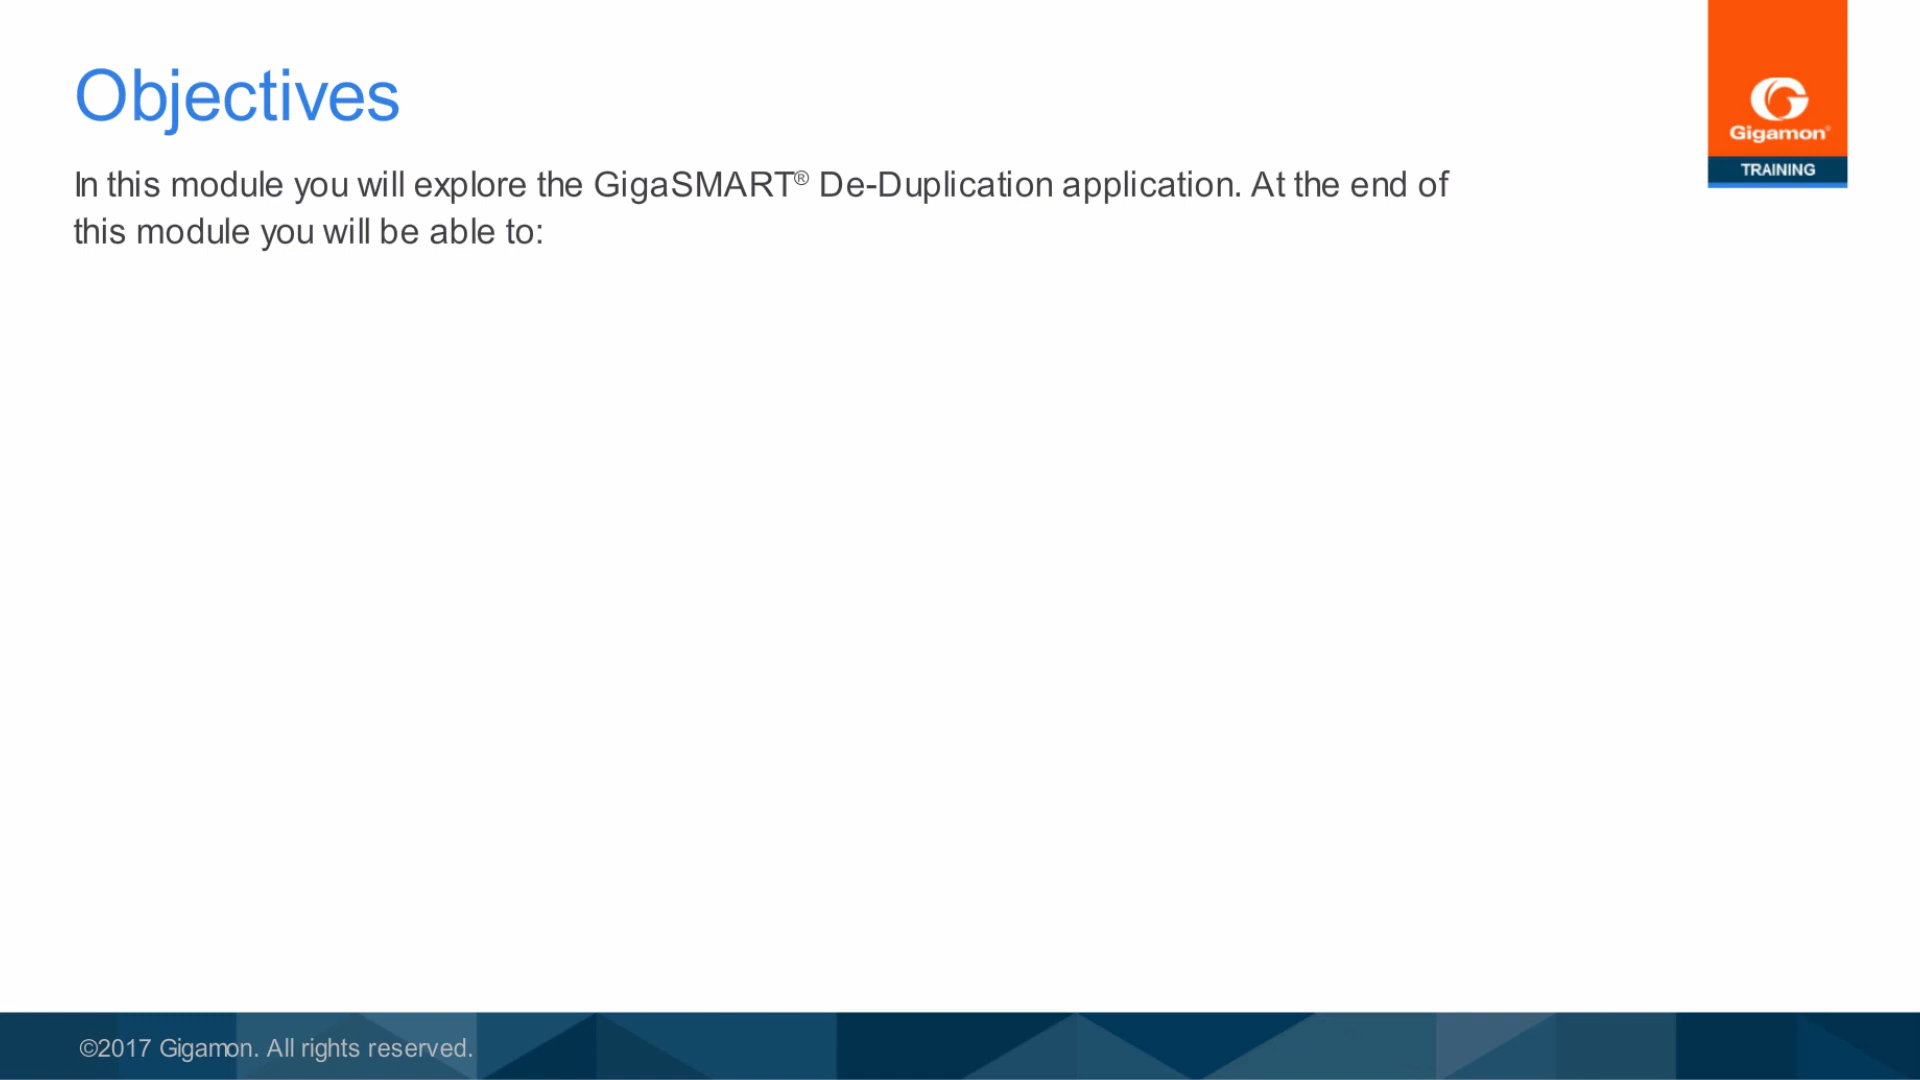 Objectives
Gigamon®
TRAINING
In this module you will explore the GigaSMART® De-Duplication application. At the end of
this module you will be able to:
©2017 Gigamon. All rights reserved.